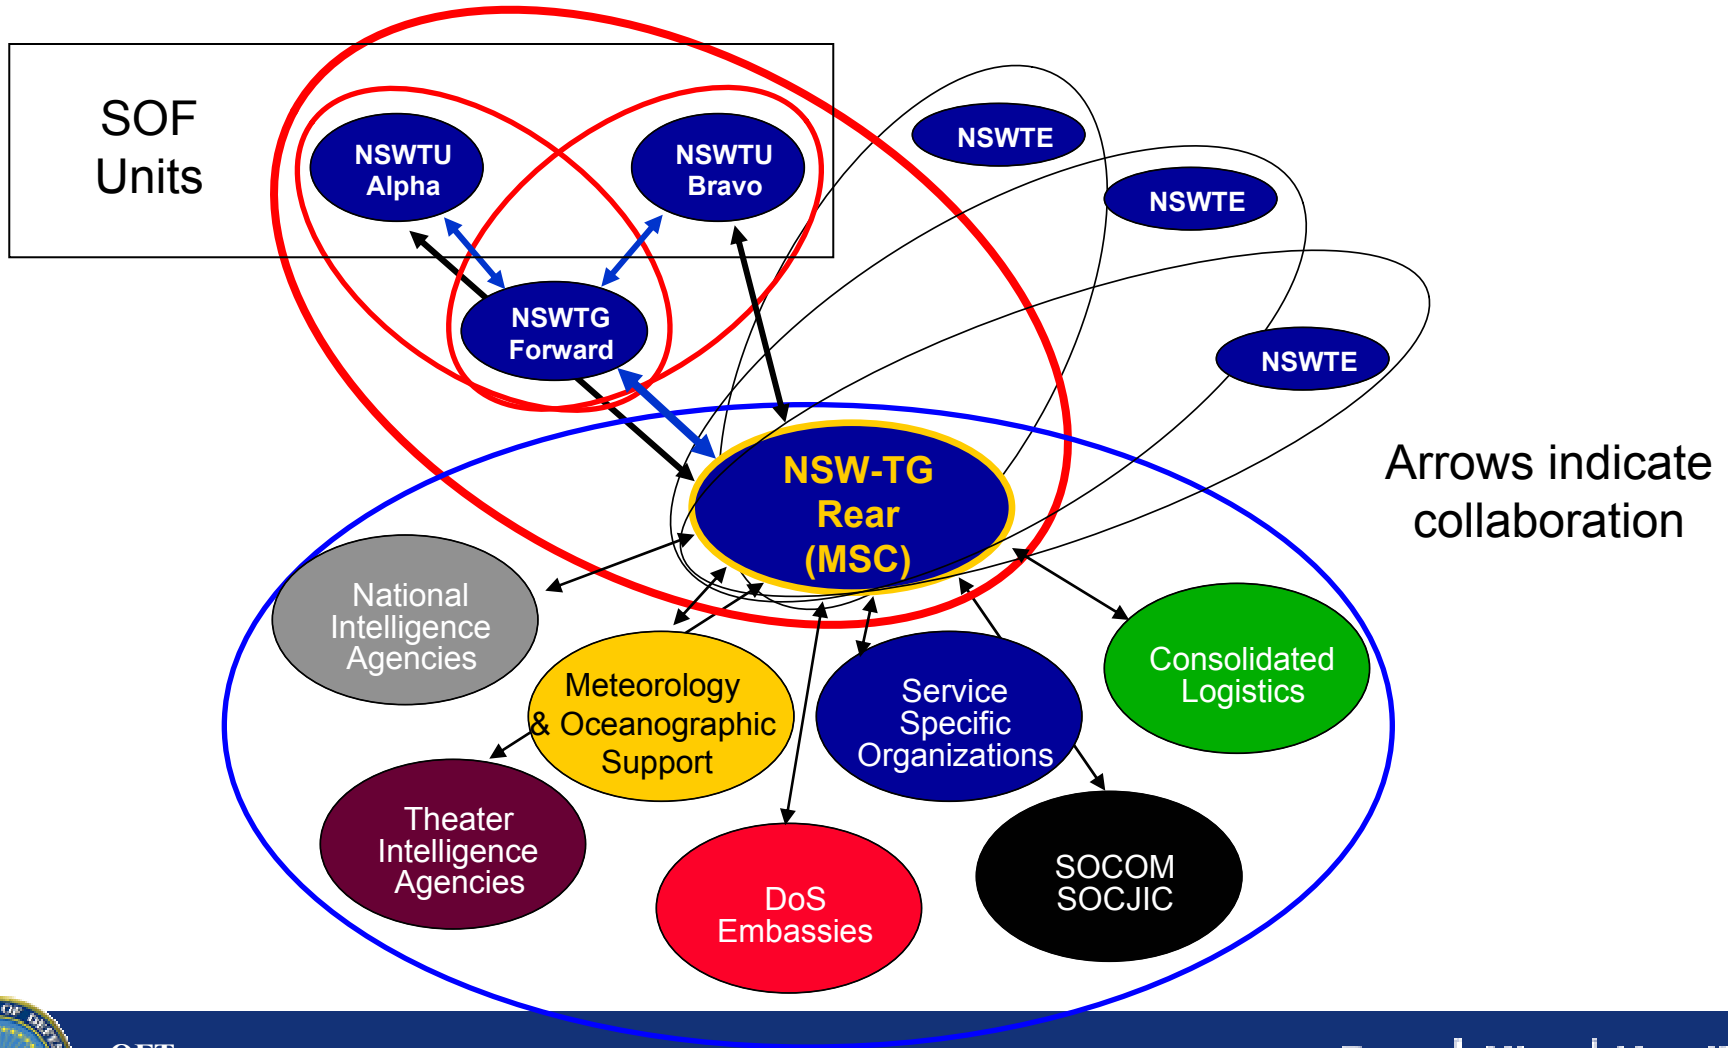 SOF
Units
NSWTU
Alpha
NSWTU
Bravo
NSWTE
NSWTE
NSWTG
Forward
NSWTE
Arrows indicate
collaboration
NSW-TG
Rear
(MSC)
National
Intelligence
Agencies
Meteorology
& Oceanographic
Support
Service
Specific
Organizations
Consolidated
Logistics
Theater
Intelligence
Agencies
DoS
Embassies
SOCOM
SOCJIC